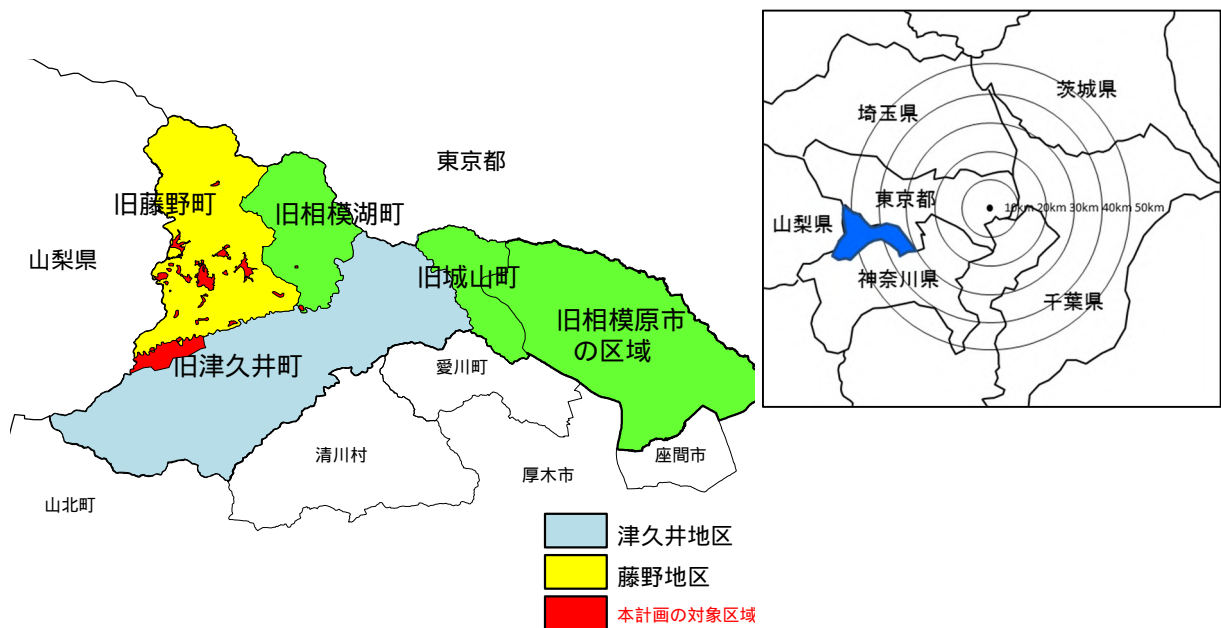 東京都
旧藤野町
旧相模湖町
山梨県
旧城山町
旧相模原市
の区域
旧津久井町
愛川町
清川村
座間市
厚木市
山北町
津久井地区
藤野地区
本計画の対象区域
茨城県
埼玉県
東京都
10km 20km 30km 40km 50km
山梨県
神奈川県
千葉県